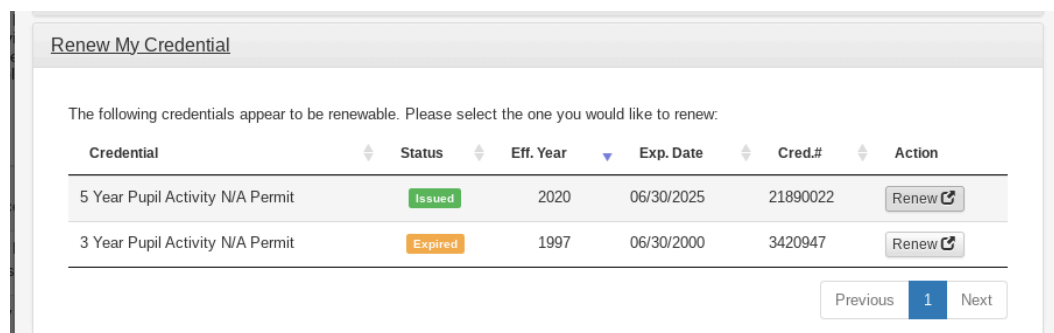 Renew My Credential
The following credentials appear to be renewable. Please select the one you would like to renew:
Credential Status Eff. Year Exp. Date Cred.# Action
5 Year Pupil Activity N/A Permit Issued 2020 06/30/2025 21890022 Renew
3 Year Pupil Activity N/A Permit Expired 1997 06/30/2000 3420947 Renew
Previous 1 Next